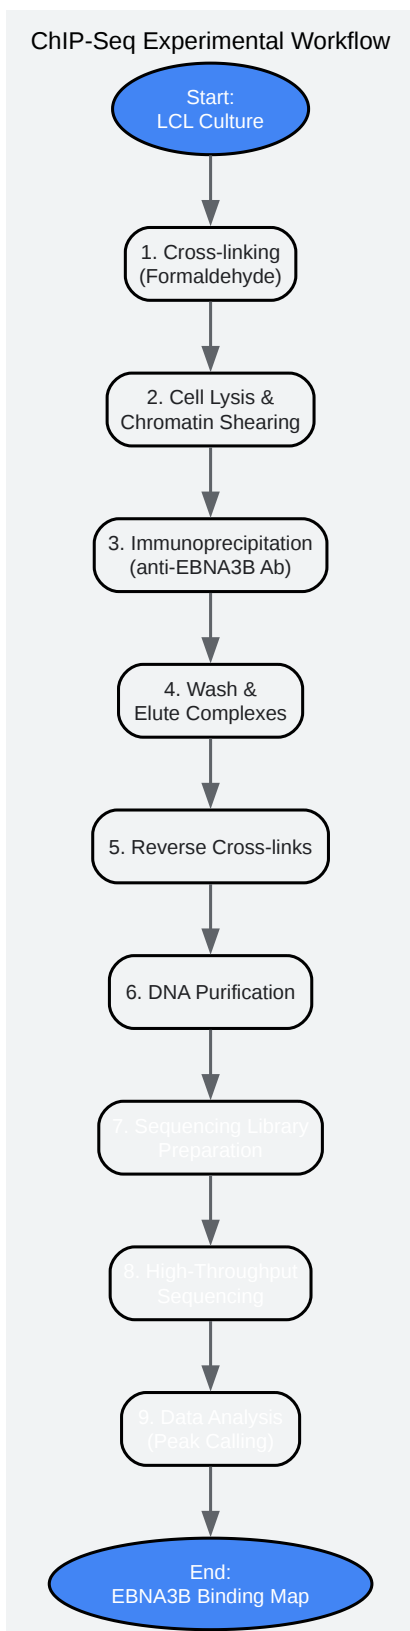 ChIP-Seq Experimental Workflow
Start:
LCL Culture
1. Cross-linking
(Formaldehyde)
2. Cell Lysis &
Chromatin Shearing
3. Immunoprecipitation
(anti-EBNA3B Ab)
4. Wash &
Elute Complexes
5. Reverse Cross-links
6. DNA Purification
7. Sequencing Library
Preparation
8. High-Throughput
Sequencing
9. Data Analysis
(Peak Calling)
End:
EBNA3B Binding Map